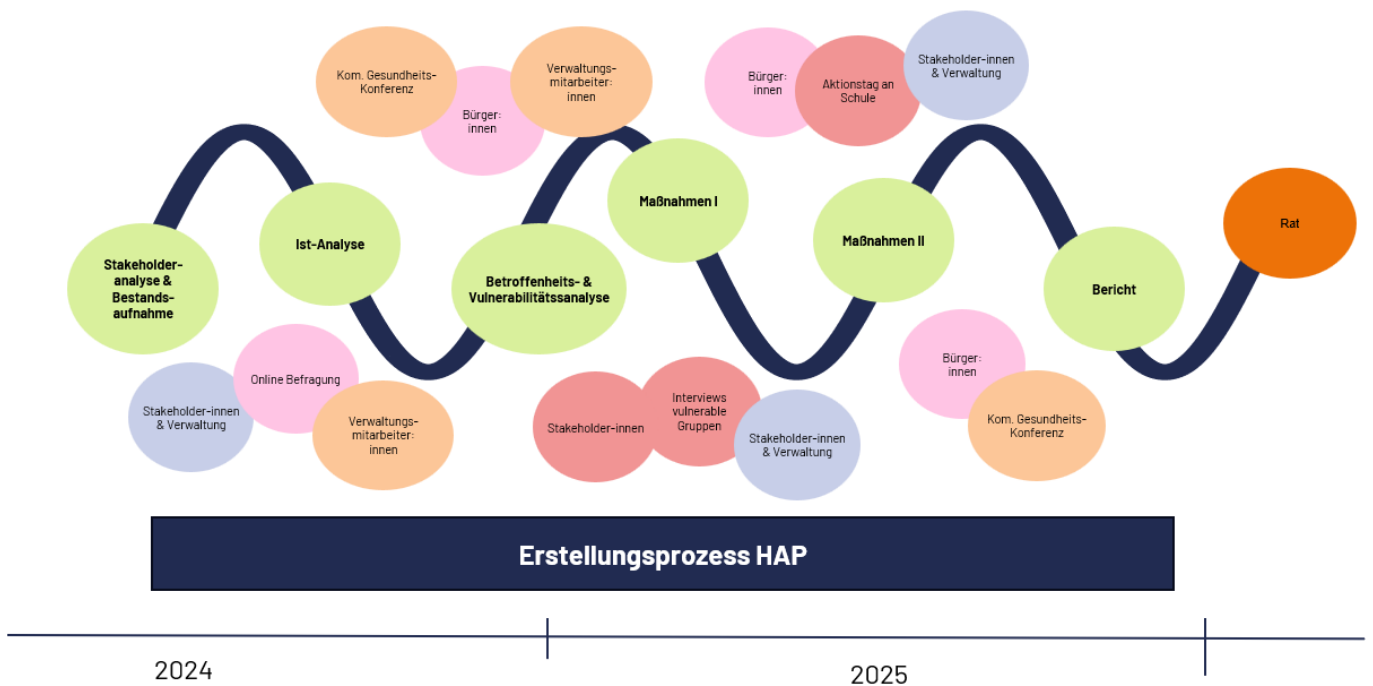 Kom. Gesundheits-
Konferenz
Bürger:
innen
Verwaltungs-
mitarbeiter:
innen
Bürger:
innen
Aktionstag an
Schule
Stakeholder-innen
& Verwaltung
Stakeholder-
analyse &
Bestands-
aufnahme
Ist-Analyse
Betroffenheits- &
Vulnerabilitätssanalyse
Maßnahmen I
Maßnahmen II
Bericht
Rat
Stakeholder-innen
& Verwaltung
Online Befragung
Verwaltungs-
mitarbeiter:
innen
Stakeholder-innen
Interviews
vulnerable
Gruppen
Stakeholder-innen
& Verwaltung
Bürger:
innen
Kom. Gesundheits-
Konferenz
Erstellungsprozess HAP
2024
2025